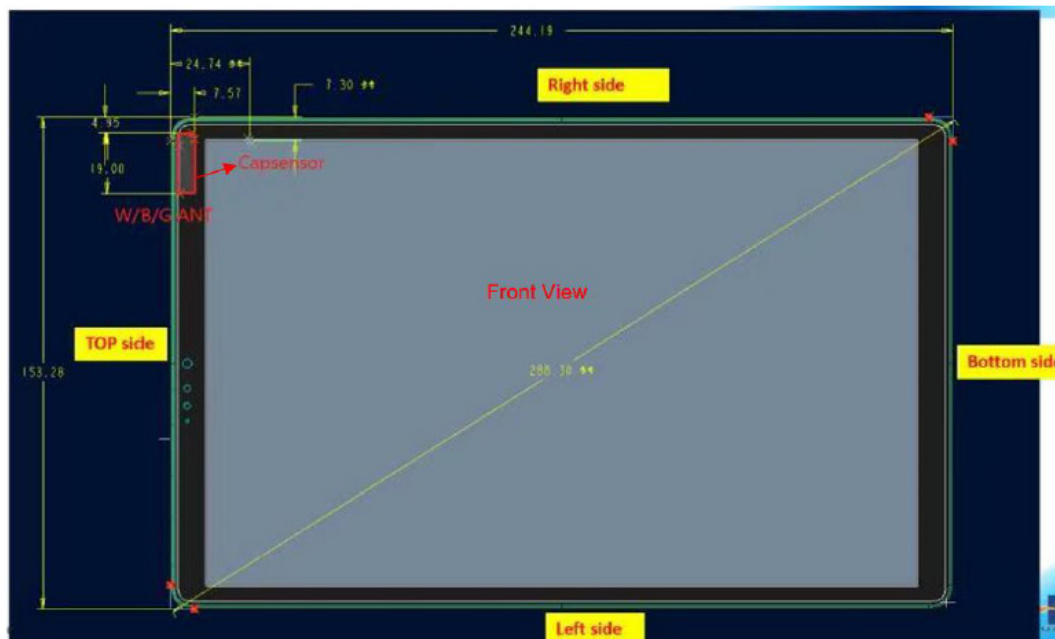 244.19
24.74 **
7.57
7.30 **
Right side
4.95
19.00
Capsensor
W/B/G ANT
Front View
TOP side
153.28
288.30 **
Bottom side
Left side